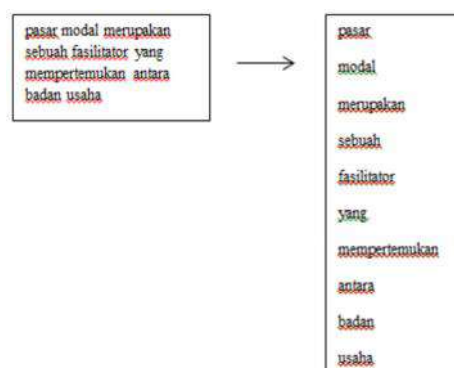 pasar modal merupakan
sebuah fasilitator yang
mempertemukan antara
badan usaha
pasar
modal
merupakan
sebuah
fasilitator
yang
mempertemukan
antara
badan
usaha